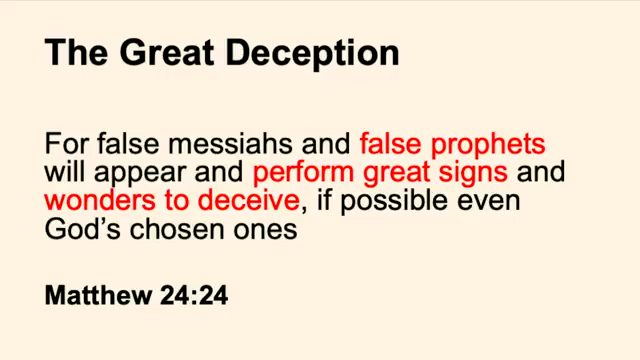 The Great Deception
For false messiahs and false prophets
will appear and perform great signs and
wonders to deceive, if possible even
God’s chosen ones
Matthew 24:24